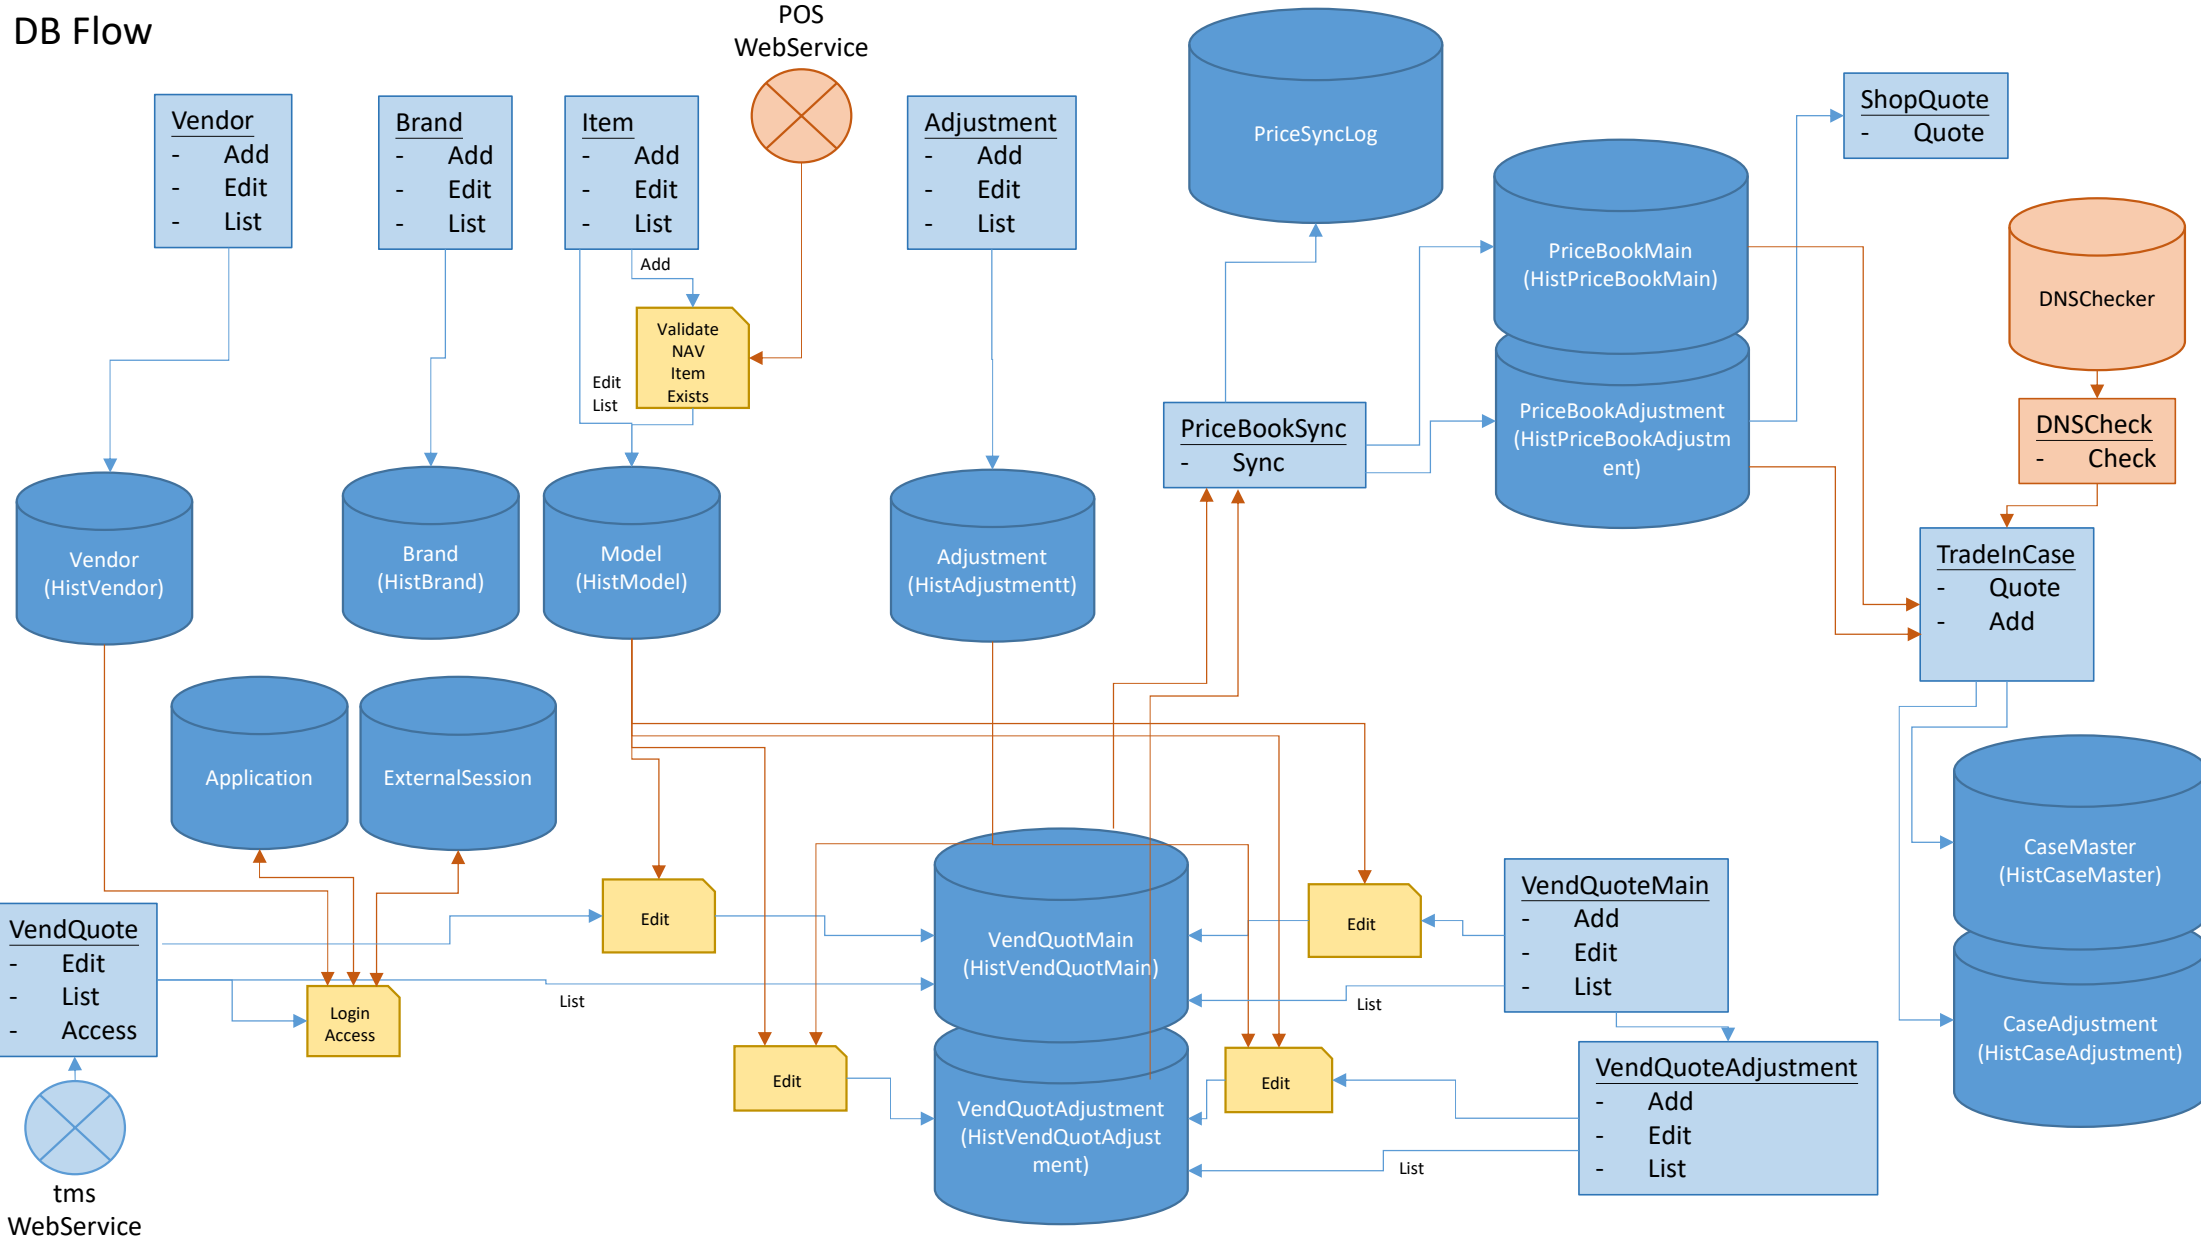 DB Flow
POS
WebService
Vendor
- Add
- Edit
- List
Brand
- Add
- Edit
- List
Item
- Add
- Edit
- List
Adjustment
- Add
- Edit
- List
PriceSyncLog
ShopQuote
- Quote
Add
Validate
NAV
Item
Exists
Edit
List
PriceBookMain
(HistPriceBookMain)
DNSChecker
PriceBookAdjustment
(HistPriceBookAdjustm
ent)
PriceBookSync
- Sync
DNSCheck
- Check
Vendor
(HistVendor)
Brand
(HistBrand)
Model
(HistModel)
Adjustment
(HistAdjustmentt)
TradeInCase
- Quote
- Add
Application
ExternalSession
CaseMaster
(HistCaseMaster)
CaseAdjustment
(HistCaseAdjustment)
VendQuote
- Edit
- List
- Access
Login
Access
Edit
List
Edit
VendQuotMain
(HistVendQuotMain)
VendQuotAdjustment
(HistVendQuotAdjust
ment)
Edit
List
Edit
List
VendQuoteMain
- Add
- Edit
- List
VendQuoteAdjustment
- Add
- Edit
- List
tms
WebService